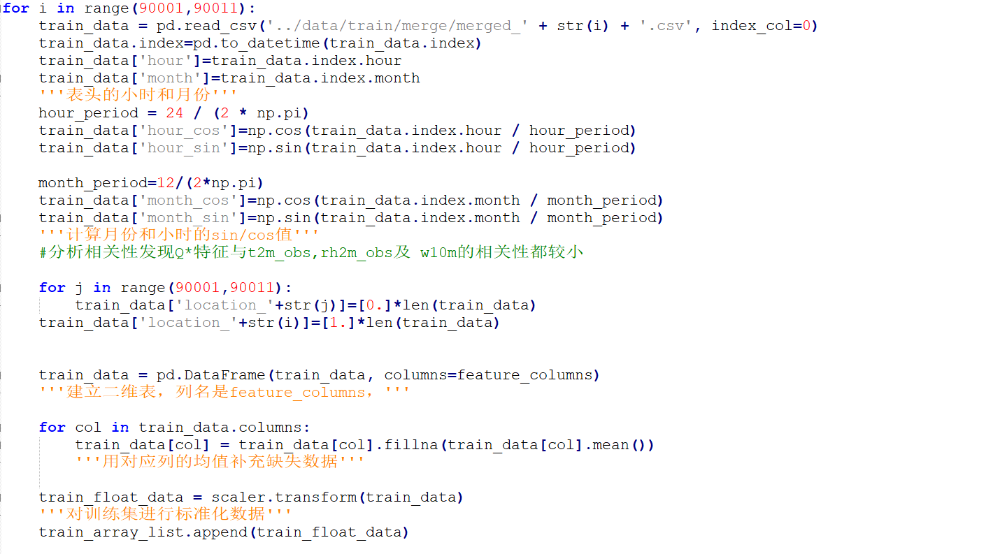 for i in range(90001,90011):
    train_data = pd.read_csv('../data/train/merge/merged_' + str(i) + '.csv', index_col=0)
    train_data.index=pd.to_datetime(train_data.index)
    train_data['hour']=train_data.index.hour
    train_data['month']=train_data.index.month
    '''表头的小时和月份'''
    hour_period = 24 / (2 * np.pi)
    train_data['hour_cos']=np.cos(train_data.index.hour / hour_period)
    train_data['hour_sin']=np.sin(train_data.index.hour / hour_period)

    month_period=12/(2*np.pi)
    train_data['month_cos']=np.cos(train_data.index.month / month_period)
    train_data['month_sin']=np.sin(train_data.index.month / month_period)
    '''计算月份和小时的sin/cos值'''
    #分析相关性发现Q*特征与t2m_obs,rh2m_obs及 w10m的相关性都较小

    for j in range(90001,90011):
        train_data['location_'+str(j)]=[0.]*len(train_data)
    train_data['location_'+str(i)]=[1.]*len(train_data)

    train_data = pd.DataFrame(train_data, columns=feature_columns)
    '''建立二维表，列名是feature_columns，'''

    for col in train_data.columns:
        train_data[col] = train_data[col].fillna(train_data[col].mean())
        '''用对应列的均值补充缺失数据'''

    train_float_data = scaler.transform(train_data)
    '''对训练集进行标准化数据'''
    train_array_list.append(train_float_data)